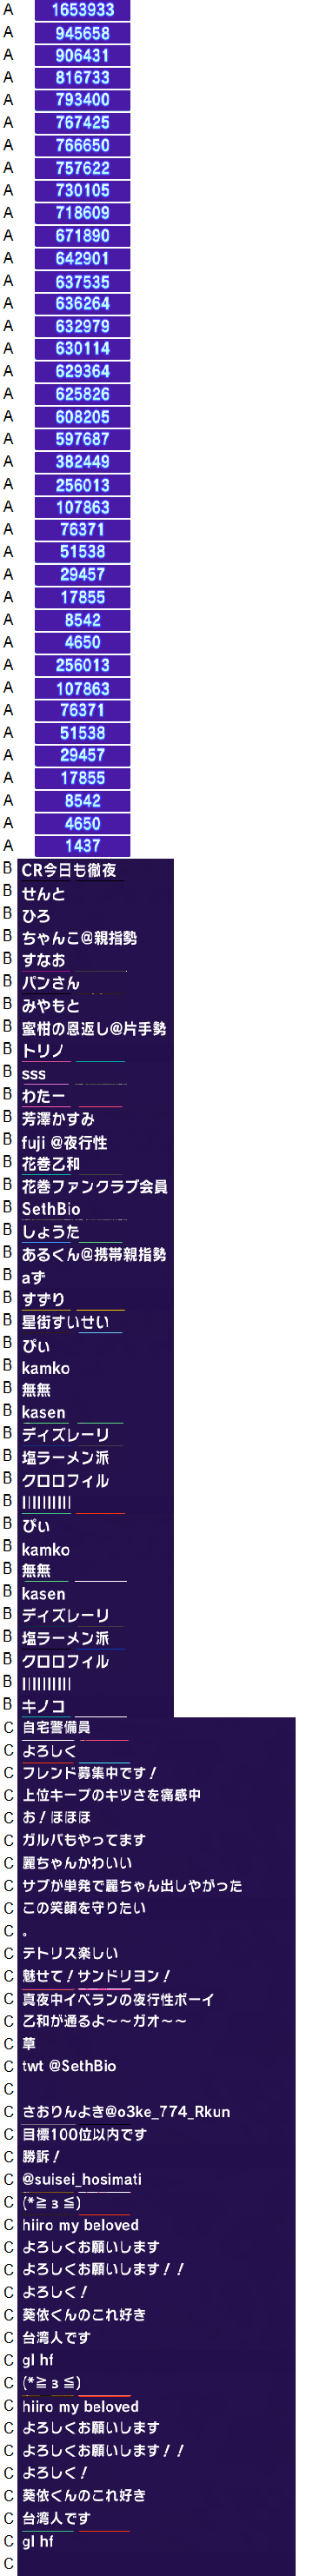 A 1653933
A 945658
A 906431
A 816733
A 793400
A 767425
A 766650
A 757622
A 730105
A 718609
A 671890
A 642901
A 637535
A 636264
A 632979
A 630114
A 629364
A 625826
A 608205
A 597687
A 382449
A 256013
A 107863
A 76371
A 51538
A 29457
A 17855
A 8542
A 4650
A 256013
A 107863
A 76371
A 51538
A 29457
A 17855
A 8542
A 4650
A 1437
B CR今日も徹夜
B せんと
B ひろ
B ちゃんこ@親指勢
B すなお
B パンさん
B みやもと
B 蜜柑の恩返し@片手勢
B トリノ
B sss
B わたー
B 芳澤かすみ
B fuji @夜行性
B 花巻乙和
B 花巻ファンクラブ会員
B SethBio
B しょうた
B あるくん@携帯親指勢
B aず
B すずり
B 星街すいせい
B ぴぃ
B kamko
B 無無
B kasen
B ディズレーリ
B 塩ラーメン派
B クロロフィル
B llllllllll
B ぴぃ
B kamko
B 無無
B kasen
B ディズレーリ
B 塩ラーメン派
B クロロフィル
B llllllllll
B キノコ
C 自宅警備員
C よろしく
C フレンド募集中です！
C 上位キープのキツさを痛感中
C お！ほほほ
C ガルパもやってます
C 麗ちゃんかわいい
C サブが単発で麗ちゃん出しやがった
C この笑顔を守りたい
C 。
C テトリス楽しい
C 魅せて！サンドリヨン！
C 真夜中イベランの夜行性ボーイ
C 乙和が通るよ〜〜ガオ〜〜
C 草
C twt @SethBio
C
C さおりんよき@o3ke_774_Rkun
C 目標100位以内です
C 勝訴！
C @suisei_hosimati
C (*≧з≦)
C hiiro my beloved
C よろしくお願いします
C よろしくお願いします！！
C よろしく！
C 葵依くんのこれ好き
C 台湾人です
C gl hf
C (*≧з≦)
C hiiro my beloved
C よろしくお願いします
C よろしくお願いします！！
C よろしく！
C 葵依くんのこれ好き
C 台湾人です
C gl hf
C